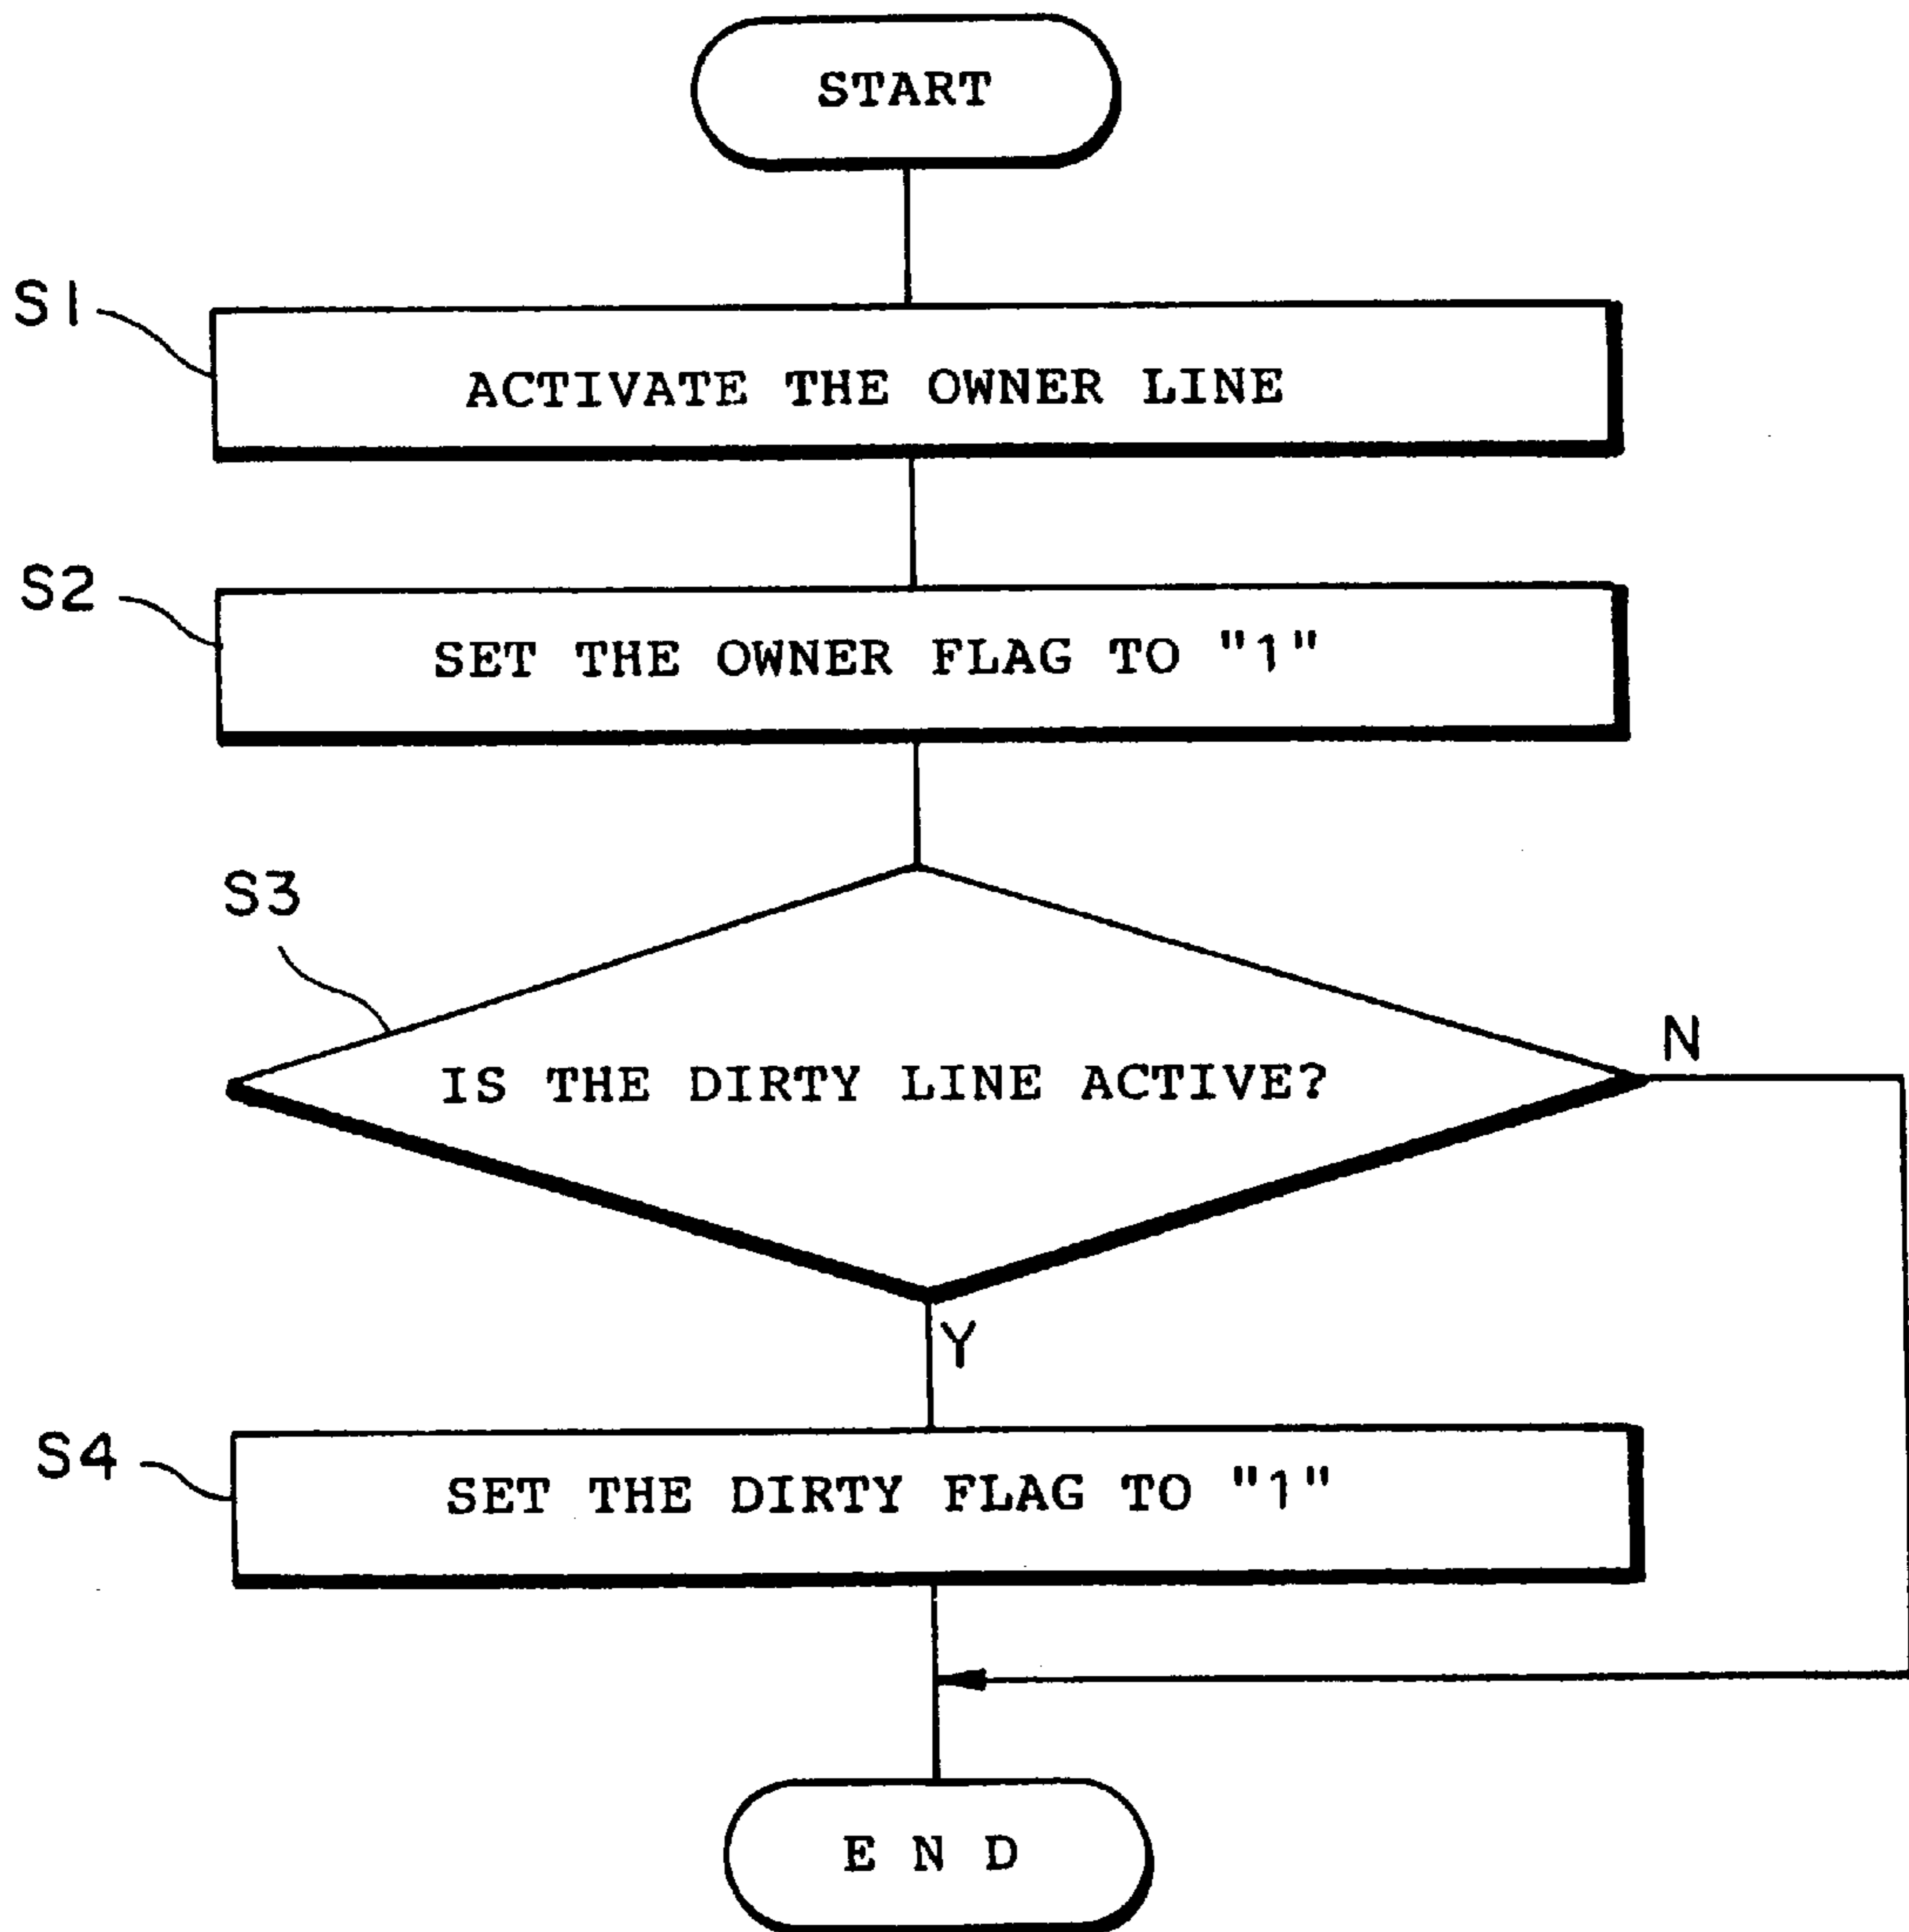 START
S1
ACTIVATE THE OWNER LINE
S2
SET THE OWNER FLAG TO "1"
S3
IS THE DIRTY LINE ACTIVE?
N
Y
S4
SET THE DIRTY FLAG TO "1"
END